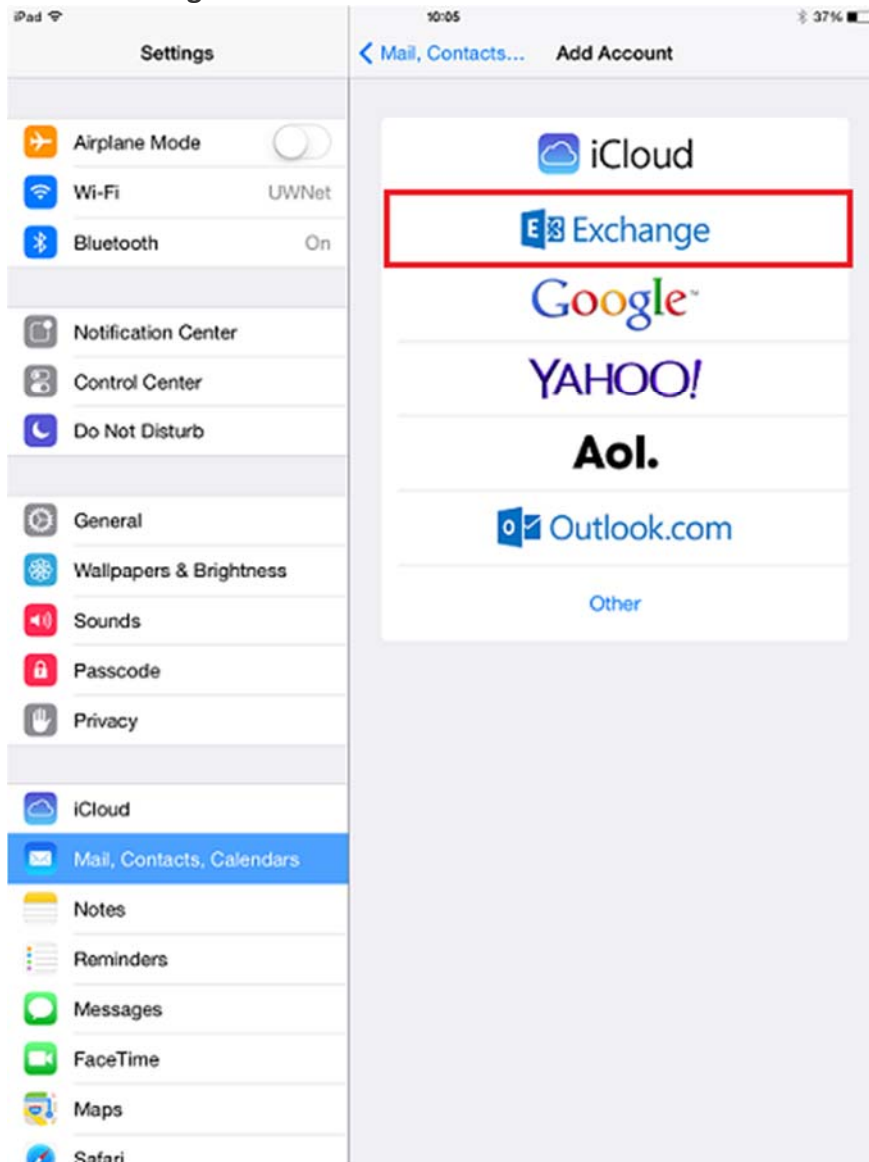 iPad
10:05
37%
Settings
Mail, Contacts...
Add Account
Airplane Mode
Wi-Fi
UWNet
Bluetooth
On
Notification Center
Control Center
Do Not Disturb
General
Wallpapers & Brightness
Sounds
Passcode
Privacy
iCloud
Mail, Contacts, Calendars
Notes
Reminders
Messages
FaceTime
Maps
Safari
iCloud
E Exchange
Google™
YAHOO!
Aol.
o Outlook.com
Other